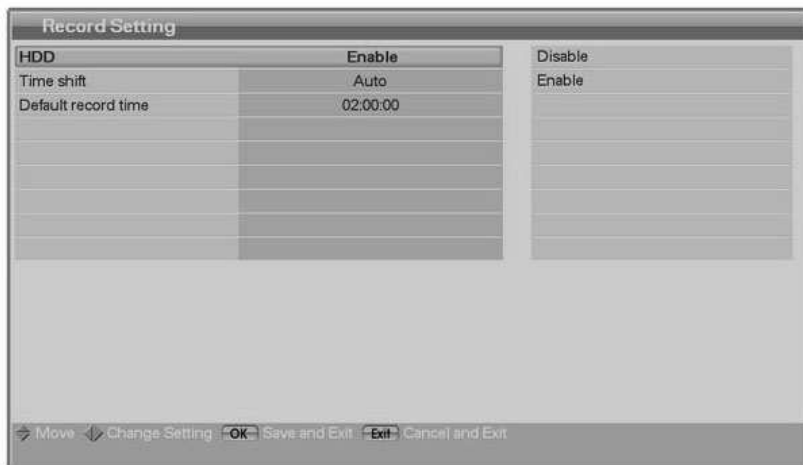 Record Setting
HDD Enable
Time shift Auto
Default record time 02:00:00
Disable
Enable
Move Change Setting OK Save and Exit Exit Cancel and Exit